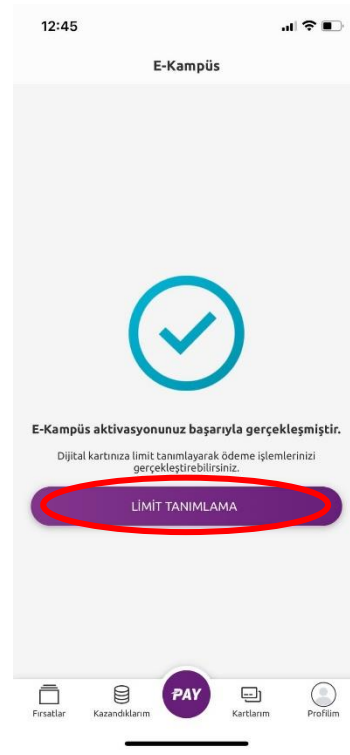 12:45
E-Kampüs
E-Kampüs aktivasyonunuz başarıyla gerçekleşmiştir.
Dijital kartınıza limit tanımlayarak ödeme işlemlerinizi
gerçekleştirebilirsiniz.
LİMİT TANIMLAMA
Fırsatlar
Kazandıklarım
PAY
Kartlarım
Profilim